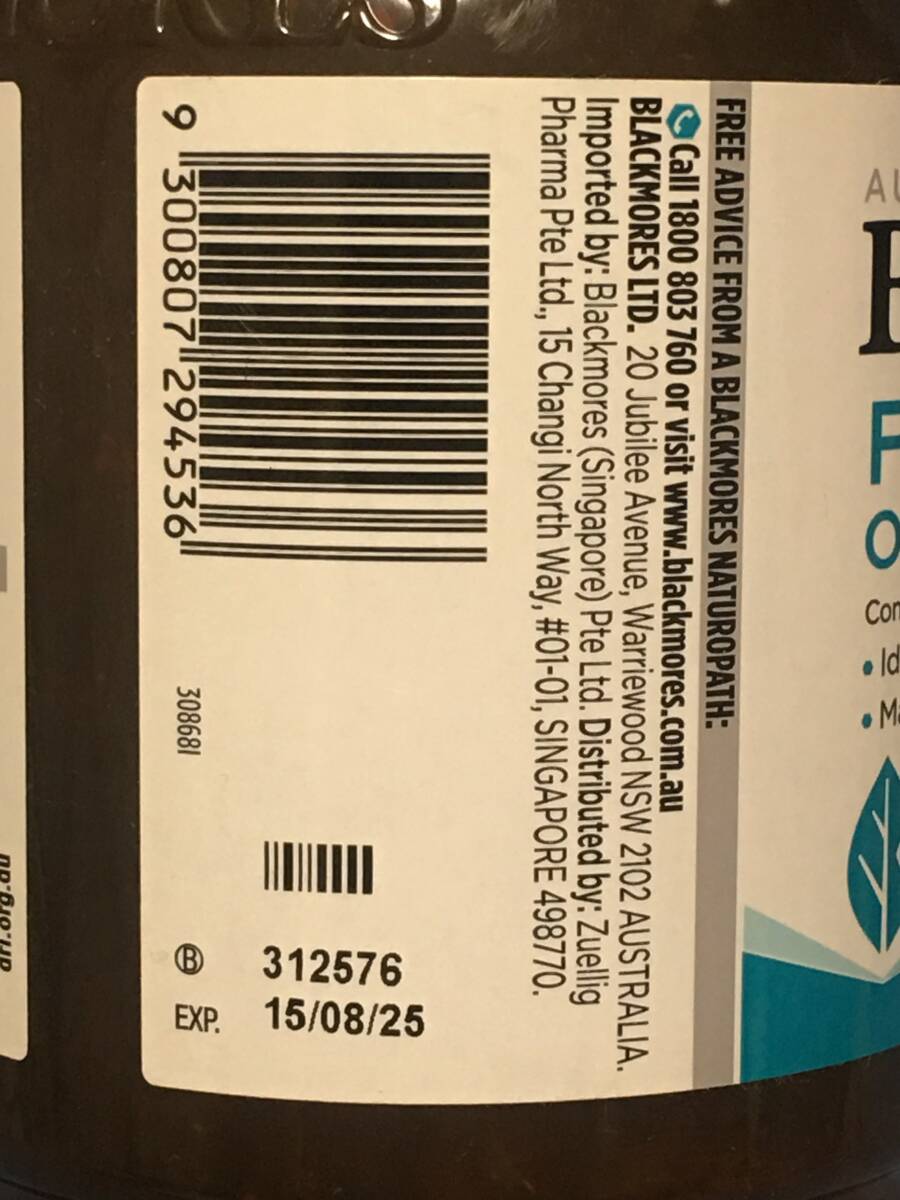 FREE ADVICE FROM A BLACKMORES NATUROPATH:
Call 1800 803 760 or visit www.blackmores.com.au
BLACKMORES LTD. 20 Jubilee Avenue, Warriewood NSW 2102 AUSTRALIA.
Imported by: Blackmores (Singapore) Pte Ltd. Distributed by: Zuellig
Pharma Pte Ltd., 15 Changi North Way, #01-01, SINGAPORE 498770.
9 300807 294536
308681
B 312576
EXP. 15/08/25